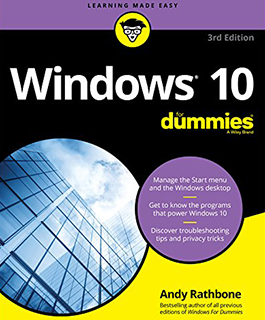 LEARNING MADE EASY
3rd Edition
Windows® 10
for
dummies®
A Wiley Brand
Manage the Start menu
and the Windows desktop
Get to know the programs
that power Windows 10
Discover troubleshooting
tips and privacy tricks
Andy Rathbone
Bestselling author of all previous
editions of Windows For Dummies